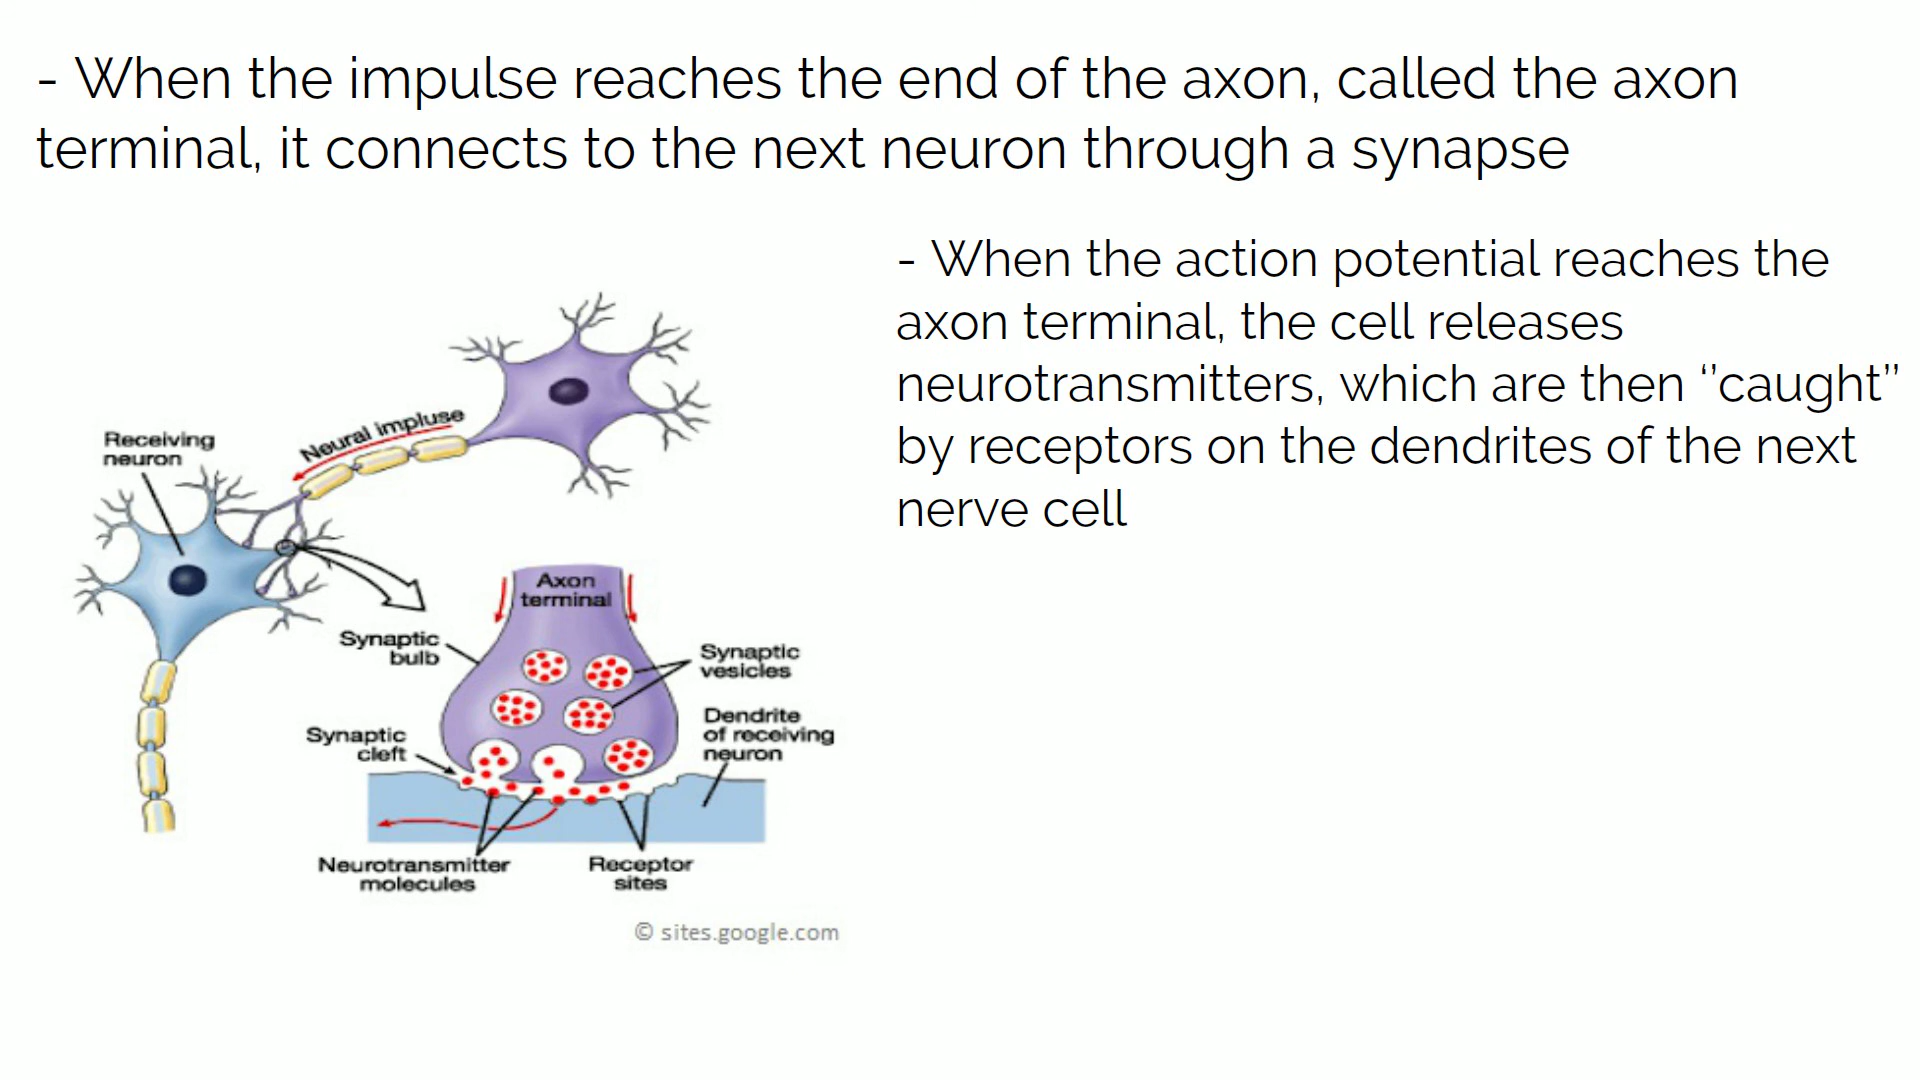 - When the impulse reaches the end of the axon, called the axon
terminal, it connects to the next neuron through a synapse
- When the action potential reaches the
axon terminal, the cell releases
neurotransmitters, which are then ‘’caught’’
by receptors on the dendrites of the next
nerve cell
Neural impluse
Receiving
neuron
Axon
terminal
Synaptic
bulb
Synaptic
vesicles
Dendrite
of receiving
neuron
Synaptic
cleft
Neurotransmitter
molecules
Receptor
sites
© sites.google.com